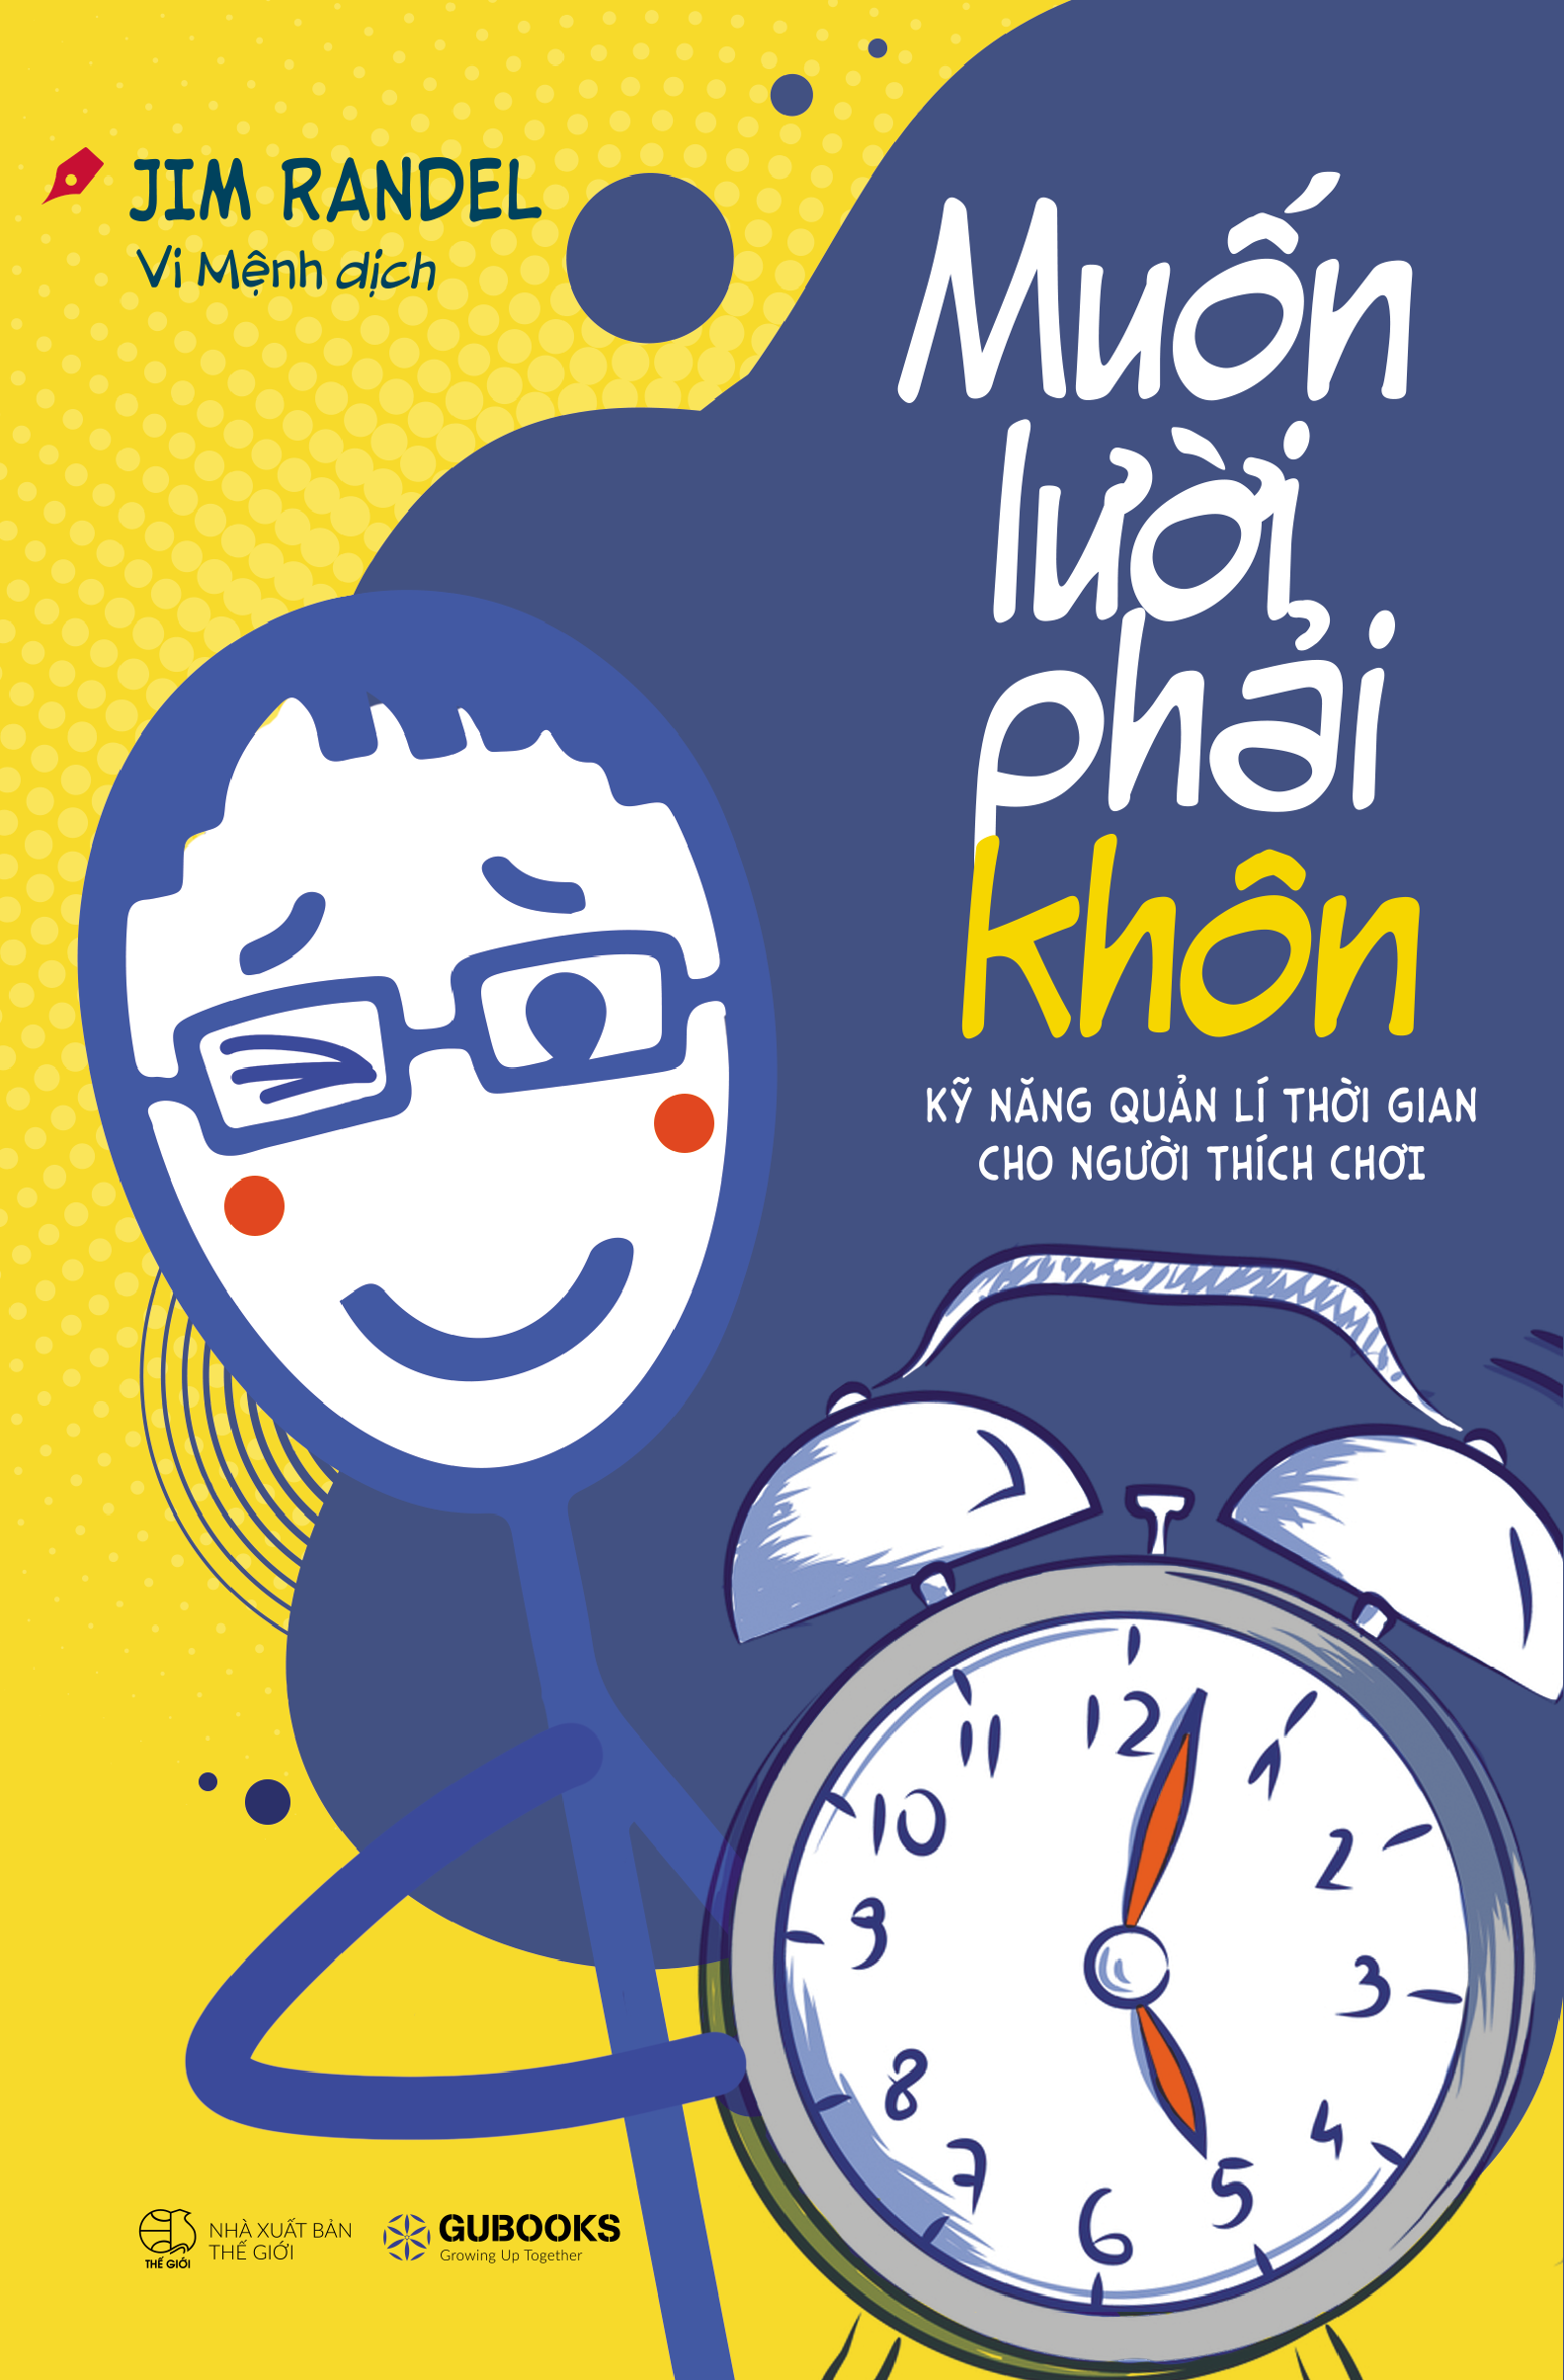 JIM RANDEL
Vi Mệnh dịch
Muốn
lười
phải
khôn
KỸ NĂNG QUẢN LÍ THỜI GIAN
CHO NGƯỜI THÍCH CHƠI
12
1
2
3
4
5
6
7
8
9
10
11
THẾ GIỚI
NHÀ XUẤT BẢN
THẾ GIỚI
GUBOOKS
Growing Up Together